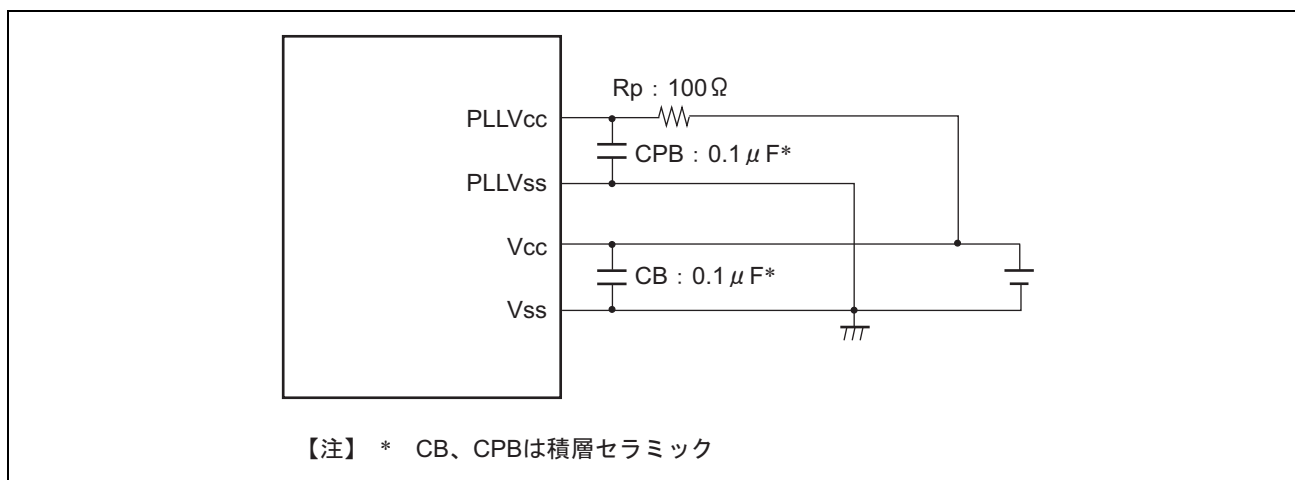 Rp：100Ω
PLLVcc
CPB：0.1μF*
PLLVss
Vcc
CB：0.1μF*
Vss
【注】 * CB、CPBは積層セラミック